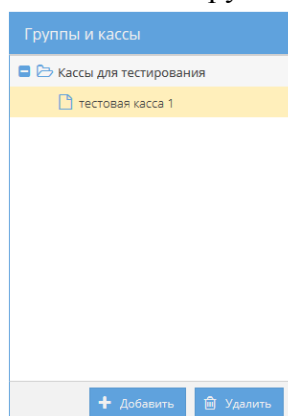 Группы и кассы
Кассы для тестирования
тестовая касса 1
Добавить Удалить